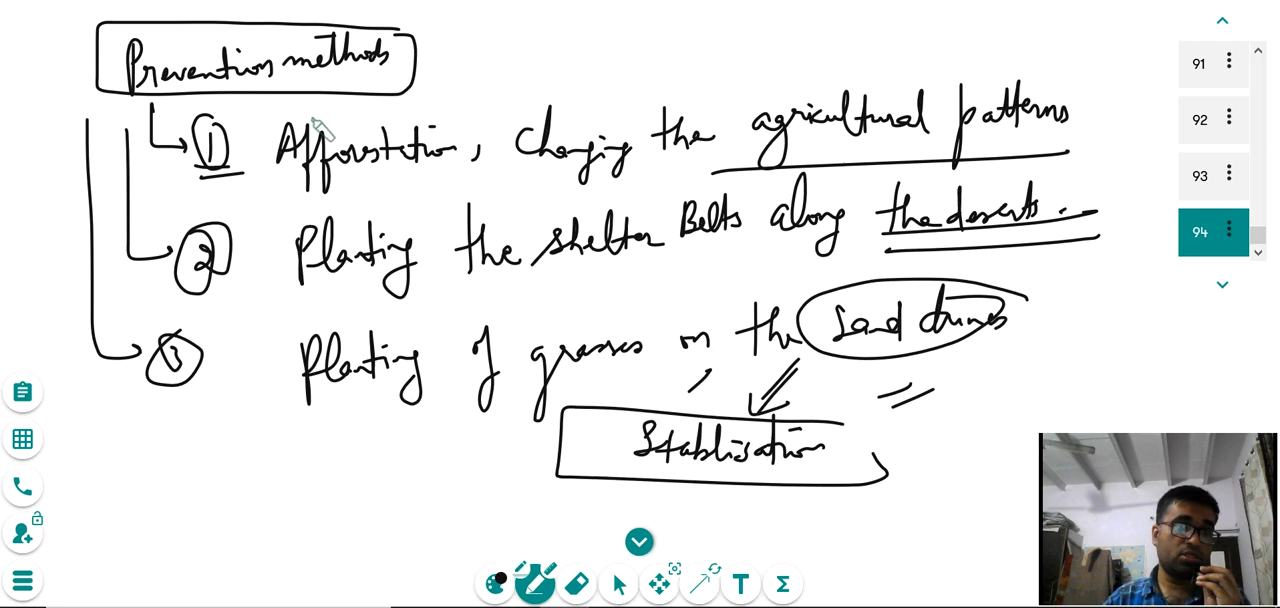 Prevention methods
1 Afforestation, Changing the agricultural patterns
2 Planting the shelter Belts along the deserts.
3 Planting of grasses on the sand dunes
Stablisation
91
92
93
94
T
Σ